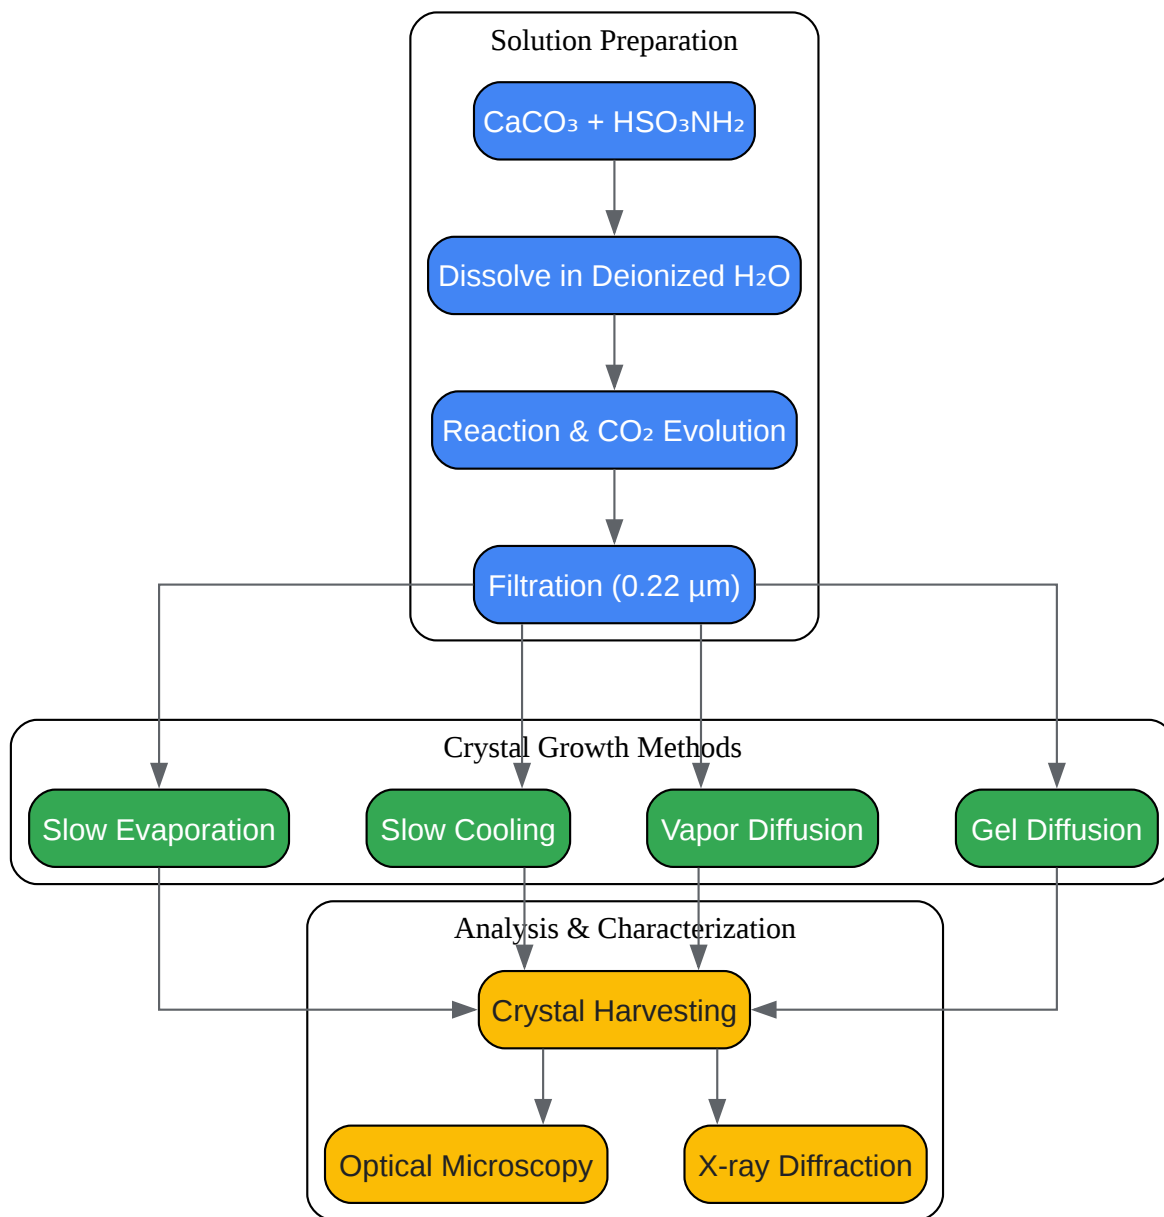 Solution Preparation
CaCO₃ + HSO₃NH₂
Dissolve in Deionized H₂O
Reaction & CO₂ Evolution
Filtration (0.22 µm)
Crystal Growth Methods
Slow Evaporation
Slow Cooling
Vapor Diffusion
Gel Diffusion
Analysis & Characterization
Crystal Harvesting
Optical Microscopy
X-ray Diffraction